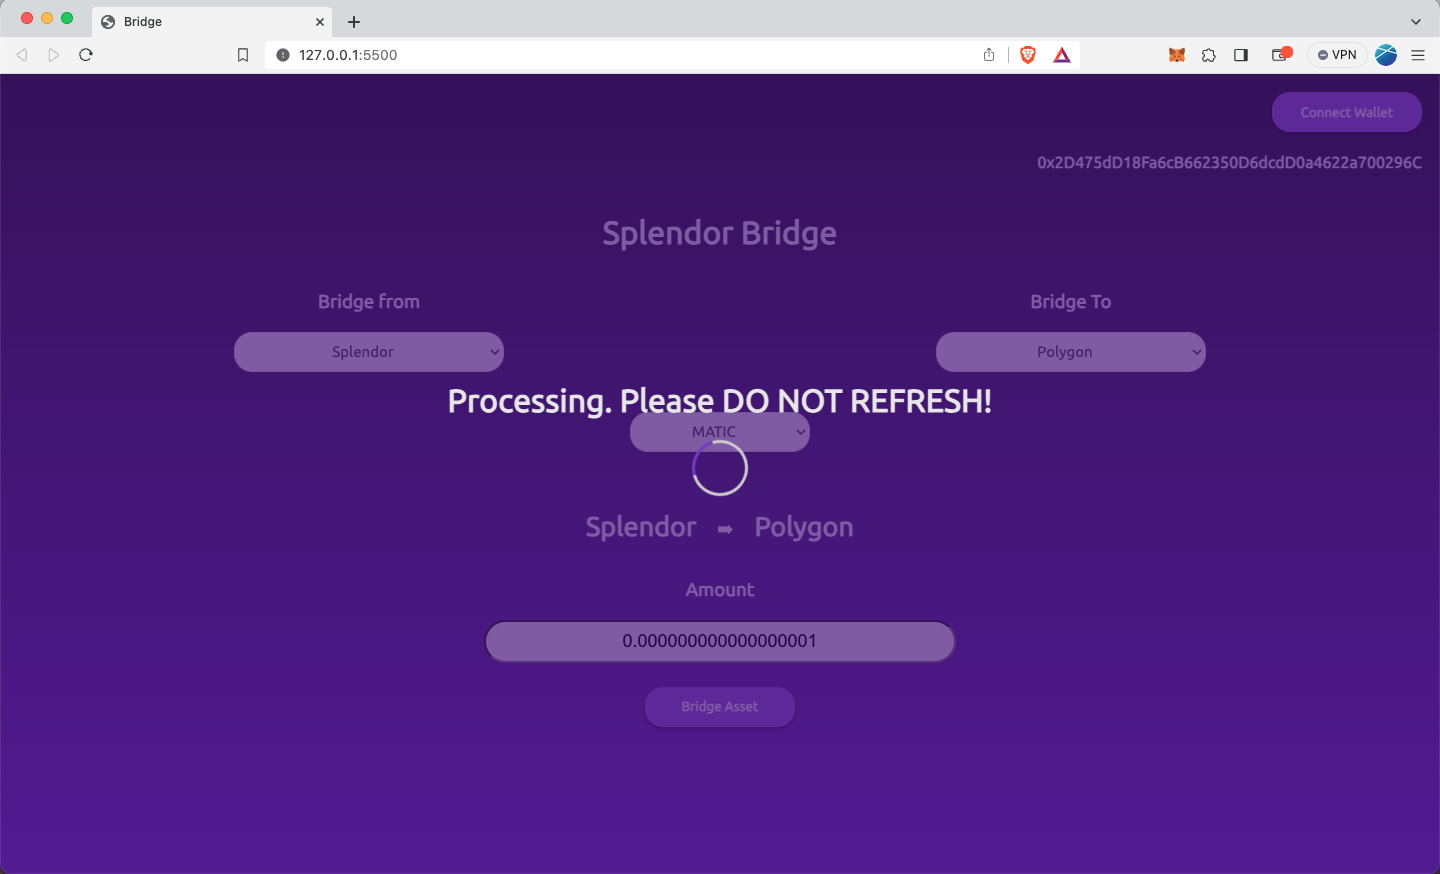 Bridge
127.0.0.1:5500
VPN
Connect Wallet
0x2D475dD18Fa6cB662350D6dcdD0a4622a700296C
Splendor Bridge
Bridge from
Bridge To
Splendor
Polygon
Processing. Please DO NOT REFRESH!
MATIC
Splendor ➡ Polygon
Amount
0.000000000000000001
Bridge Asset